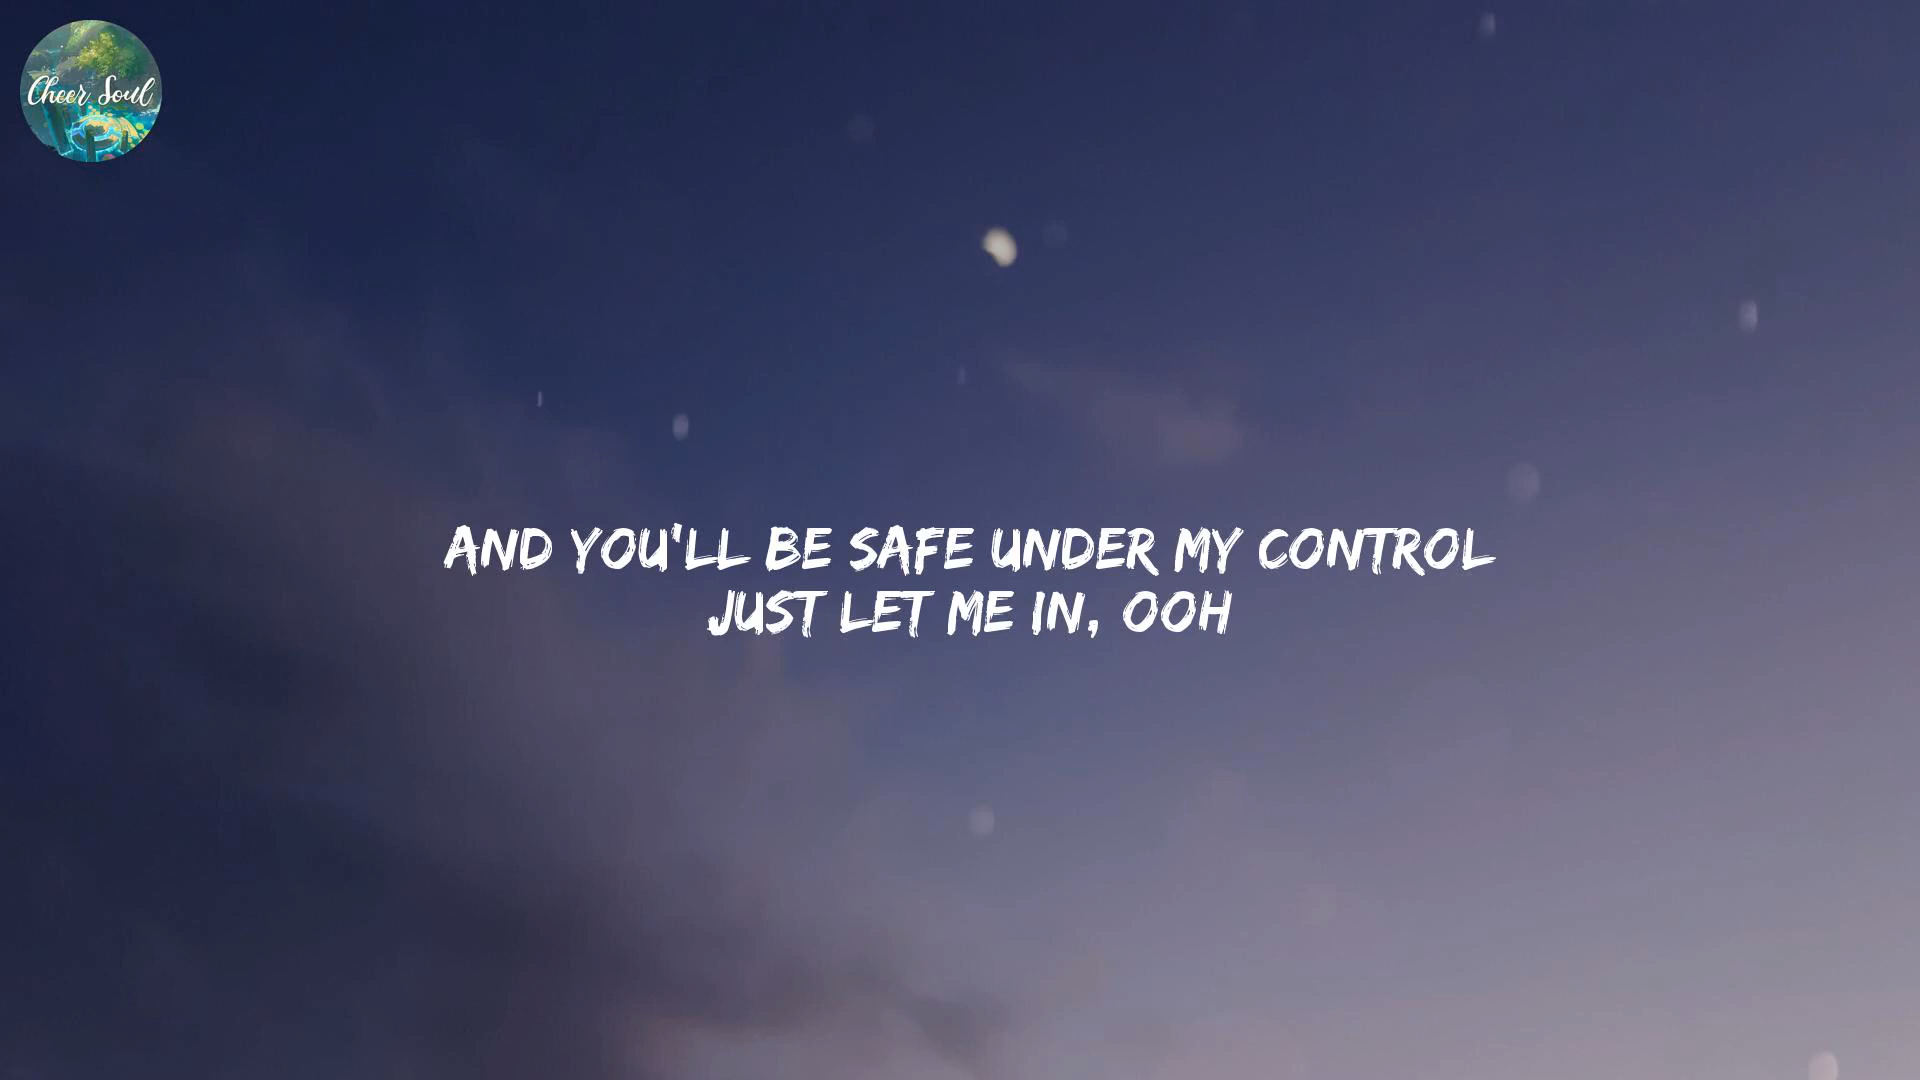 Cheer Soul
AND YOU'LL BE SAFE UNDER MY CONTROL
JUST LET ME IN, OOH